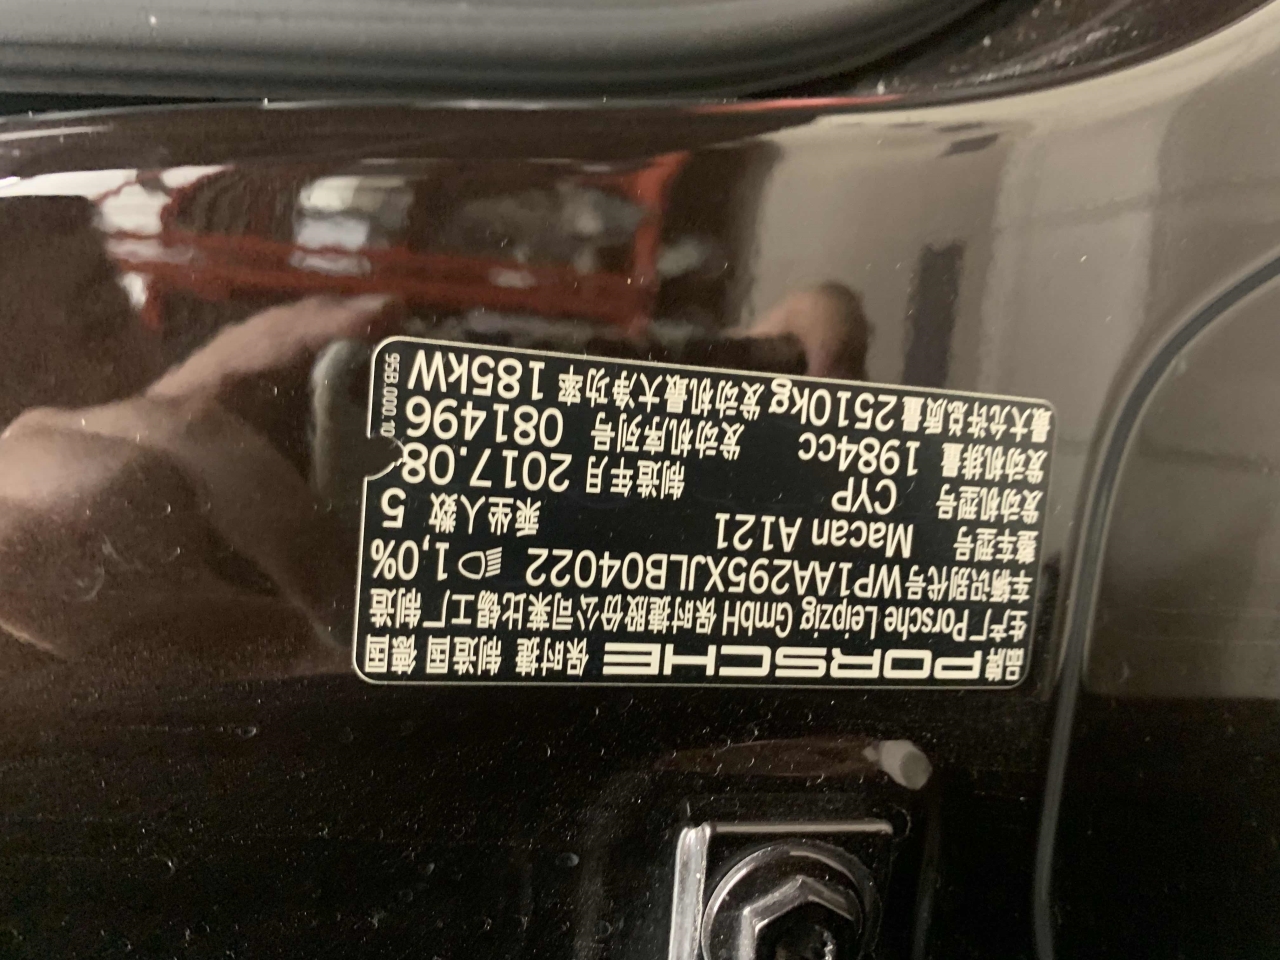 品牌 PORSCHE 保时捷 制造国 德国
生产厂 Porsche Leipzig GmbH 保时捷股份公司莱比锡工厂制造
车辆识别代号 WP1AA295XJLB04022 1,0%
整车型号 Macan A121 乘坐人数 5
发动机型号 CYP 制造年月 2017.08
发动机排量 1984cc 发动机序列号 081496
最大允许总质量 2510kg 发动机最大净功率 185kW
95B.000.10